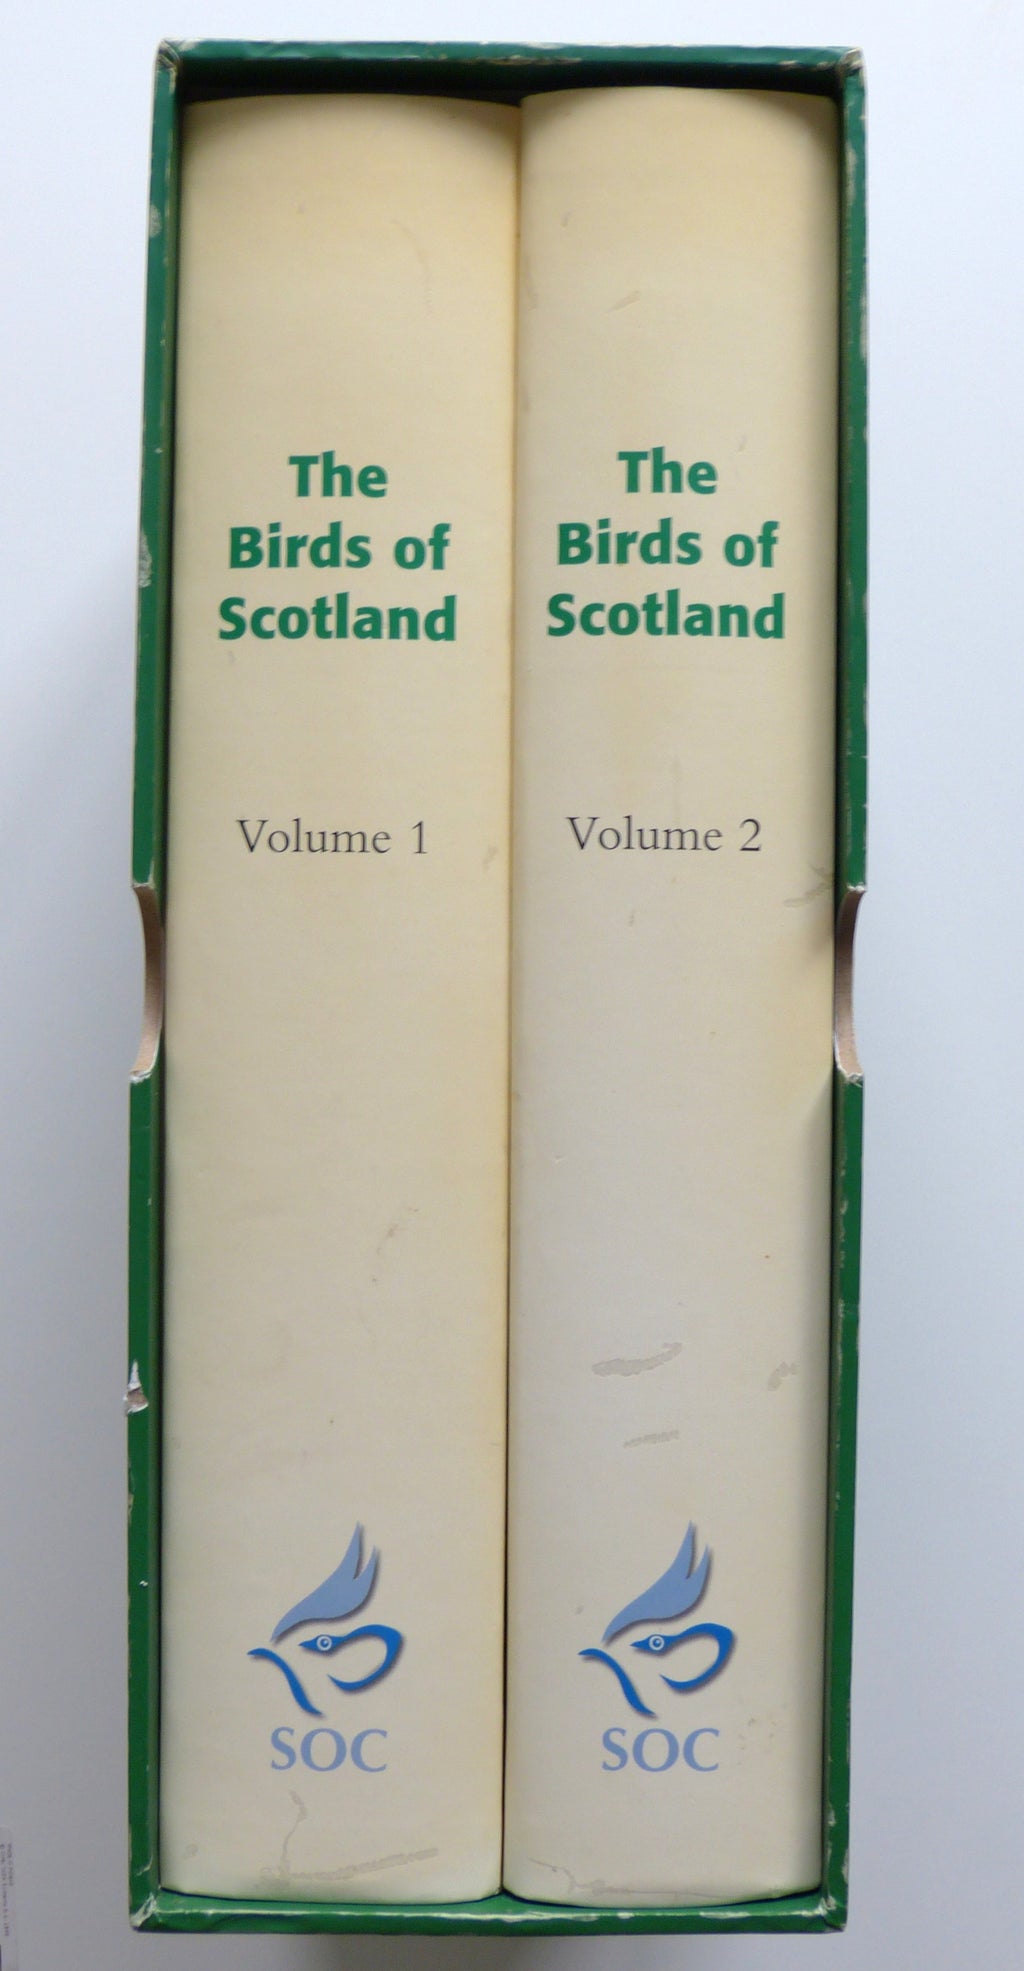 The
Birds of
Scotland
Volume 1
SOC
The
Birds of
Scotland
Volume 2
SOC